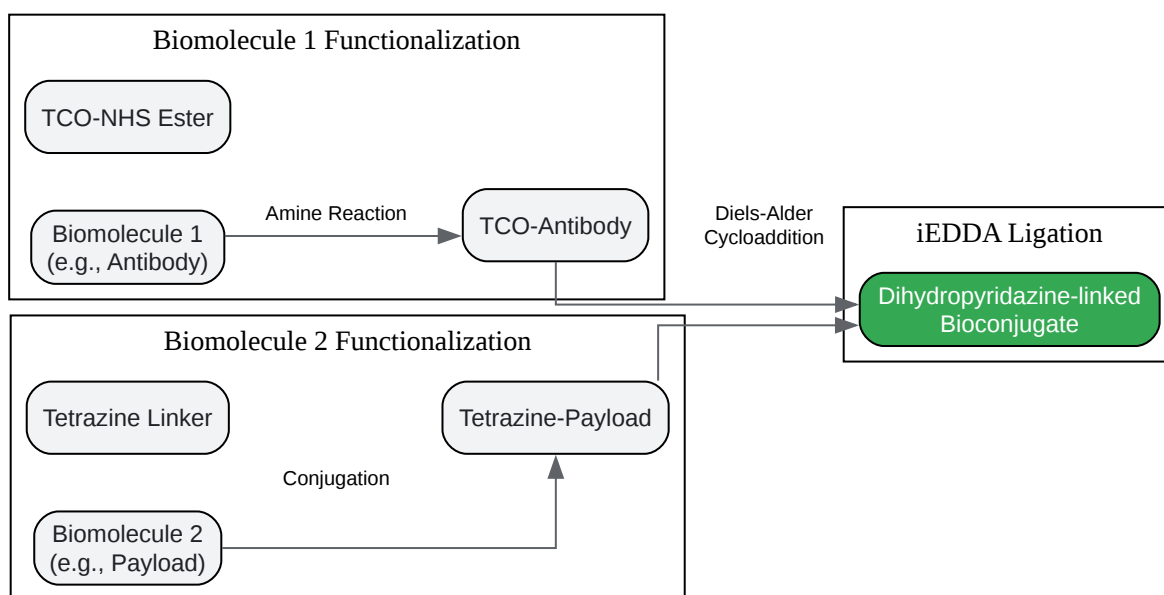 Biomolecule 1 Functionalization
TCO-NHS Ester
Biomolecule 1
(e.g., Antibody)
Amine Reaction
TCO-Antibody
Diels-Alder
Cycloaddition
iEDDA Ligation
Dihydropyridazine-linked
Bioconjugate
Biomolecule 2 Functionalization
Tetrazine Linker
Tetrazine-Payload
Conjugation
Biomolecule 2
(e.g., Payload)